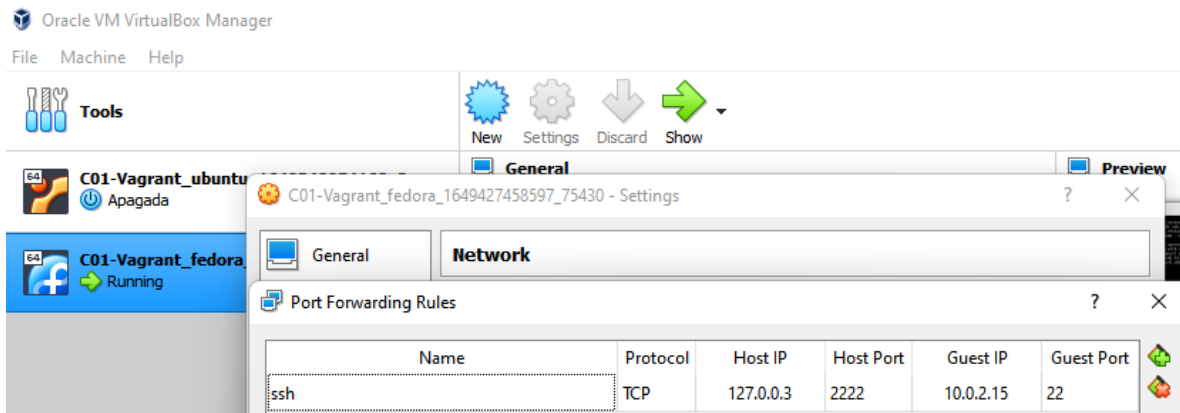 Oracle VM VirtualBox Manager
File Machine Help
Tools
New Settings Discard Show
General
Preview
64
C01-Vagrant_ubuntu
Apagada
C01-Vagrant_fedora_1649427458597_75430 - Settings ?
64
C01-Vagrant_fedora
Running
General
Network
Port Forwarding Rules ?
Name Protocol Host IP Host Port Guest IP Guest Port
ssh TCP 127.0.0.3 2222 10.0.2.15 22